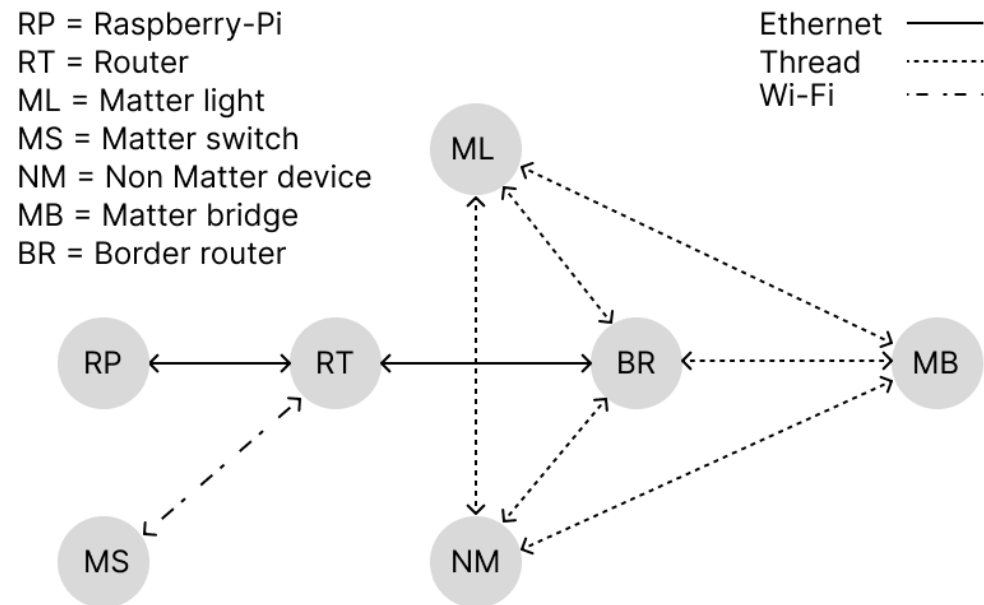 RP = Raspberry-Pi
RT = Router
ML = Matter light
MS = Matter switch
NM = Non Matter device
MB = Matter bridge
BR = Border router
Ethernet
Thread
Wi-Fi
ML
RP
RT
BR
MB
MS
NM